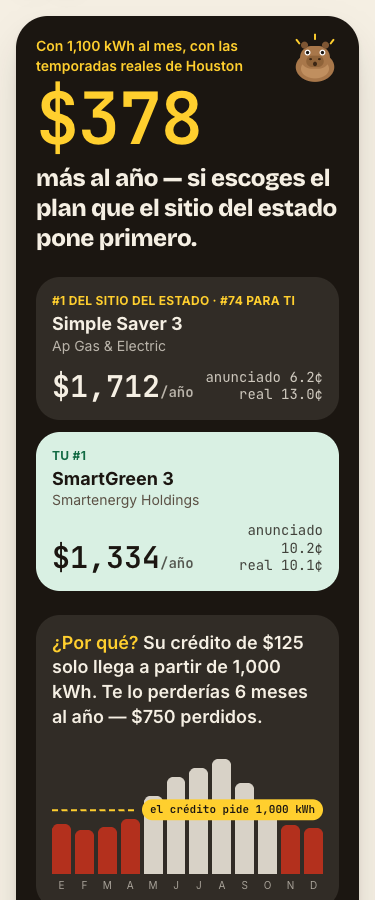 Con 1,100 kWh al mes, con las
temporadas reales de Houston
$378
más al año — si escoges el
plan que el sitio del estado
pone primero.
#1 DEL SITIO DEL ESTADO · #74 PARA TI
Simple Saver 3
Ap Gas & Electric
$1,712/año
anunciado 6.2¢
real 13.0¢
TU #1
SmartGreen 3
Smartenergy Holdings
$1,334/año
anunciado
10.2¢
real 10.1¢
¿Por qué? Su crédito de $125
solo llega a partir de 1,000
kWh. Te lo perderías 6 meses
al año — $750 perdidos.
el crédito pide 1,000 kWh
E F M A M J J A S O N D